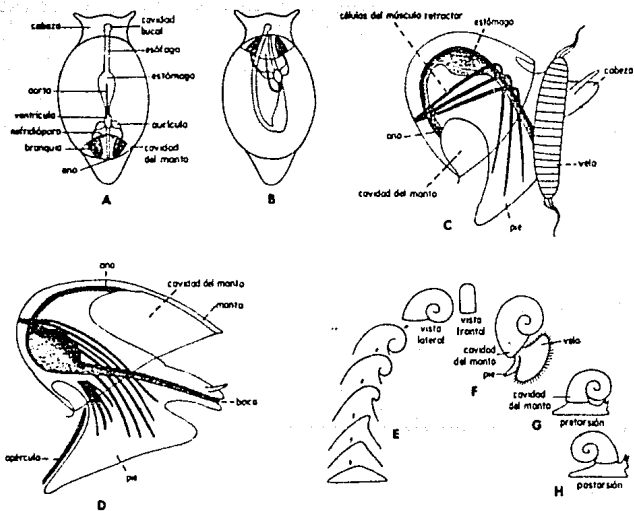 cabeza
cavidad
bucal
esófago
estómago
aorta
ventrículo
nefridióporo
branquia
ano
aurícula
cavidad
del manto
A
B
células del músculo retractor
estómago
cabeza
ano
cavidad del manto
velo
pie
C
ano
cavidad del manto
manto
boca
opérculo
pie
D
vista
lateral
vista
frontal
E
cavidad
del manto
velo
pie
F
cavidad
del manto
G
pretorsión
H
postorsión